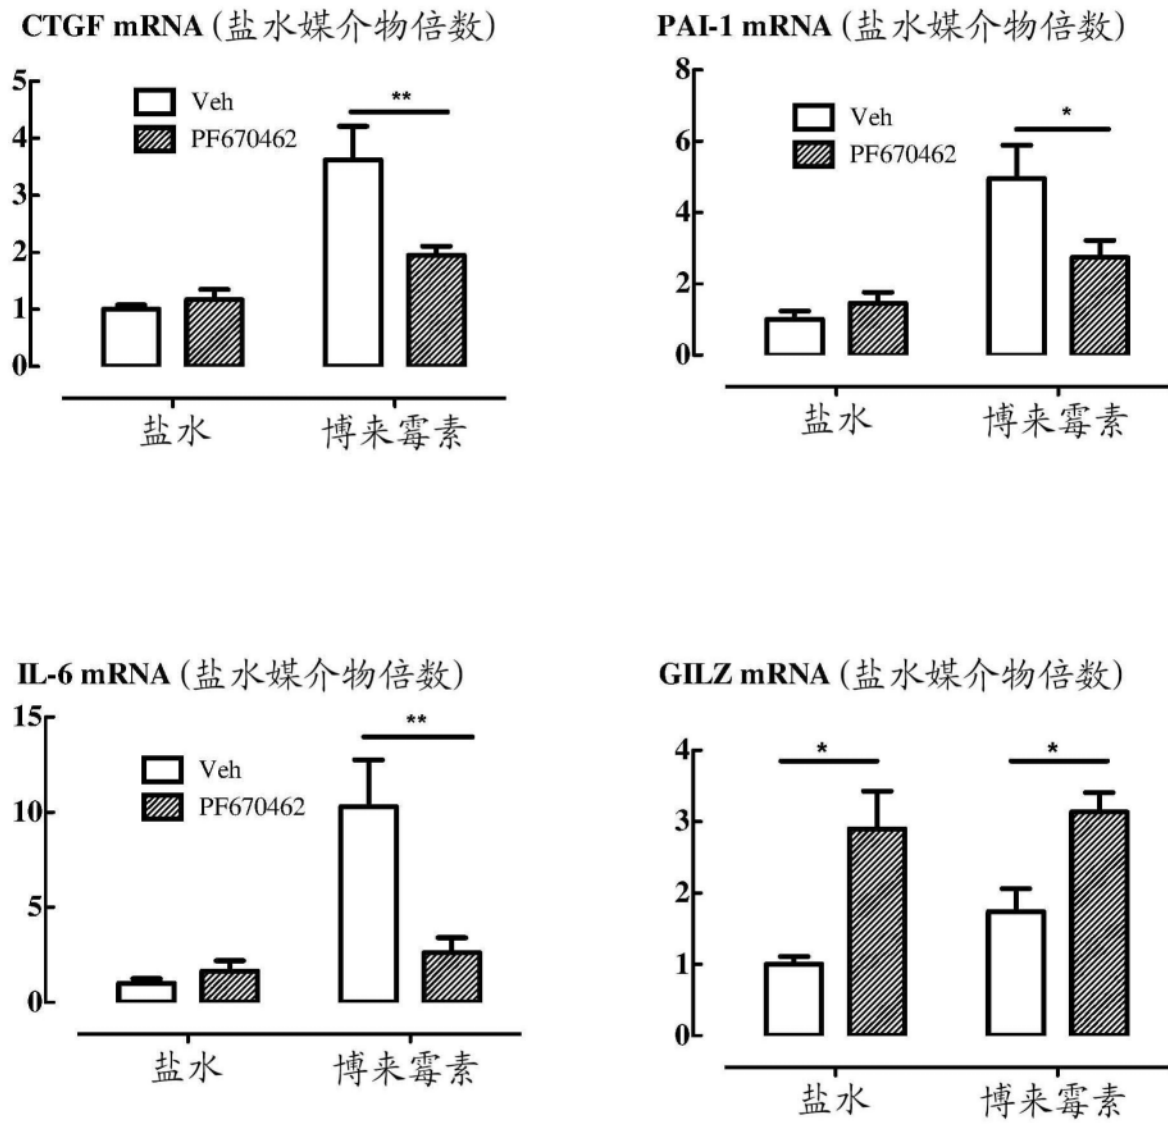 CTGF mRNA (盐水媒介物倍数)
5
4
3
2
1
0
Veh
PF670462
**
盐水
博来霉素
PAI-1 mRNA (盐水媒介物倍数)
8
6
4
2
0
Veh
PF670462
*
盐水
博来霉素
IL-6 mRNA (盐水媒介物倍数)
15
10
5
0
Veh
PF670462
**
盐水
博来霉素
GILZ mRNA (盐水媒介物倍数)
4
3
2
1
0
*
*
盐水
博来霉素